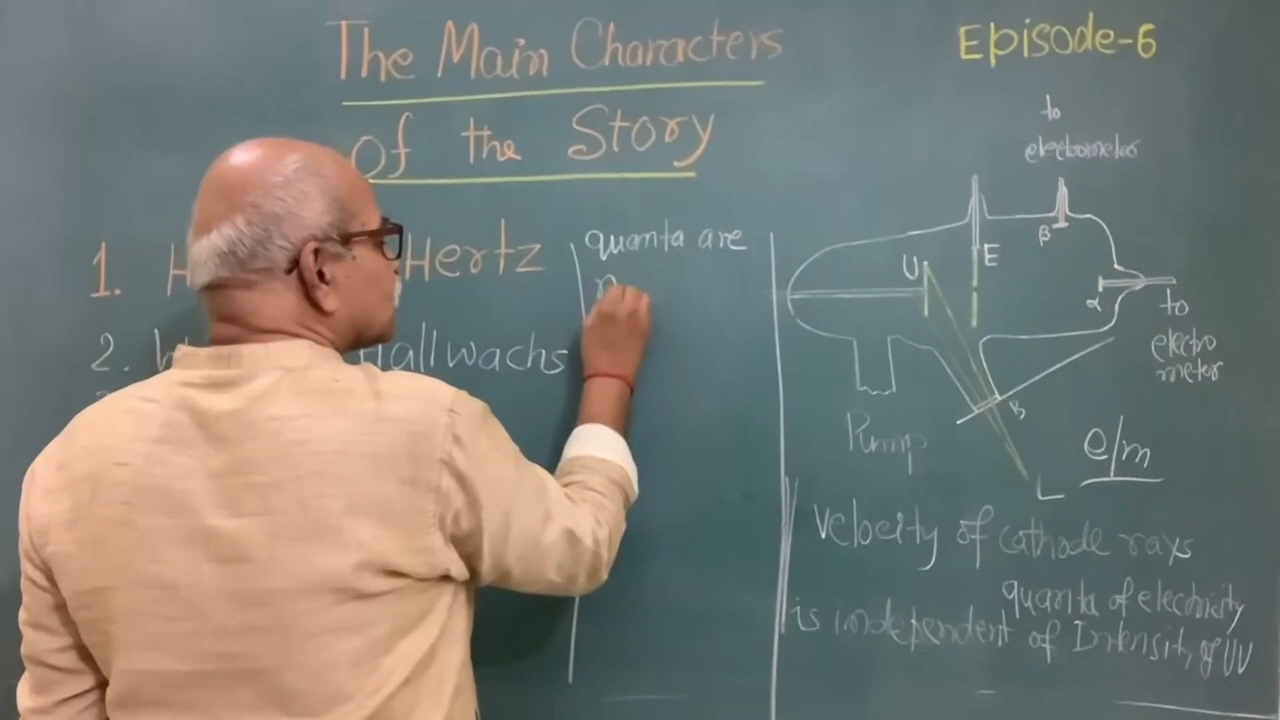 The Main Characters
of the Story
Episode-6
1. H Hertz
2. W Hallwachs
quanta are
n
to
electrometer
U
E
β
α
to
electro
meter
B
L
Pump
e/m
Velocity of cathode rays
quanta of electricity
is independent of Intensity of UV